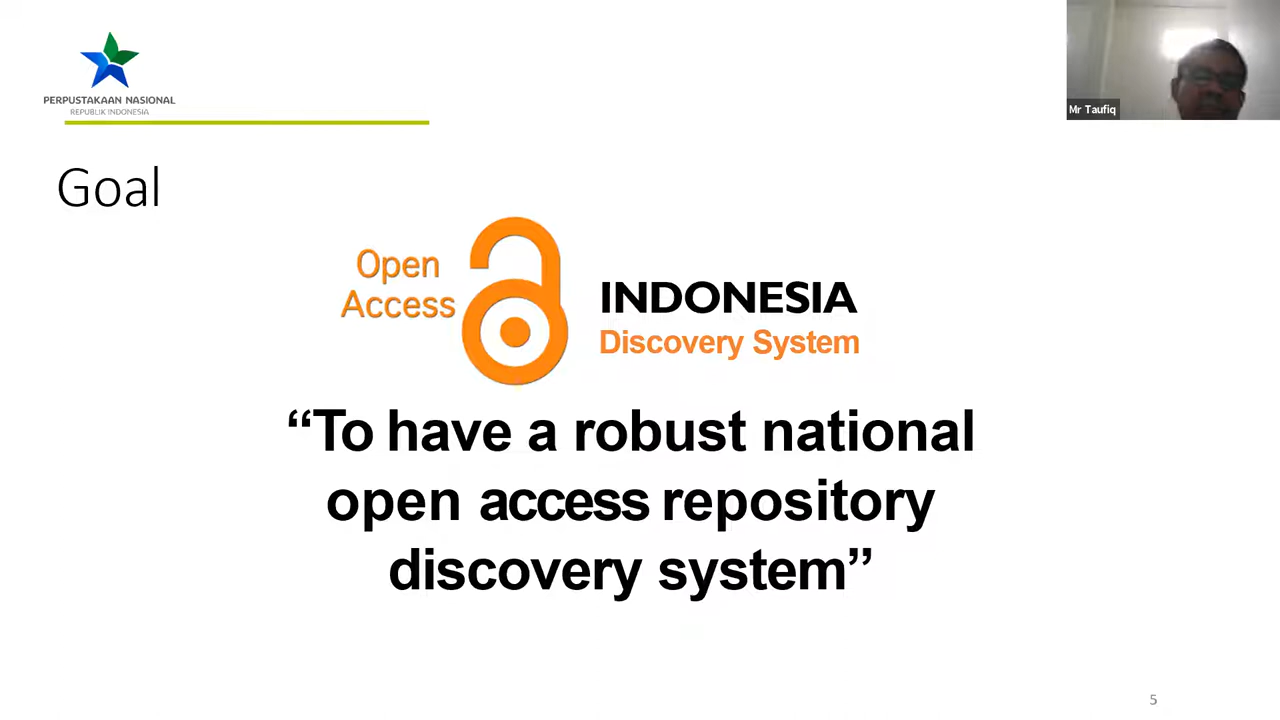 PERPUSTAKAAN NASIONAL
REPUBLIK INDONESIA
Mr Taufiq
Goal
Open
Access
INDONESIA
Discovery System
“To have a robust national
open access repository
discovery system”
5